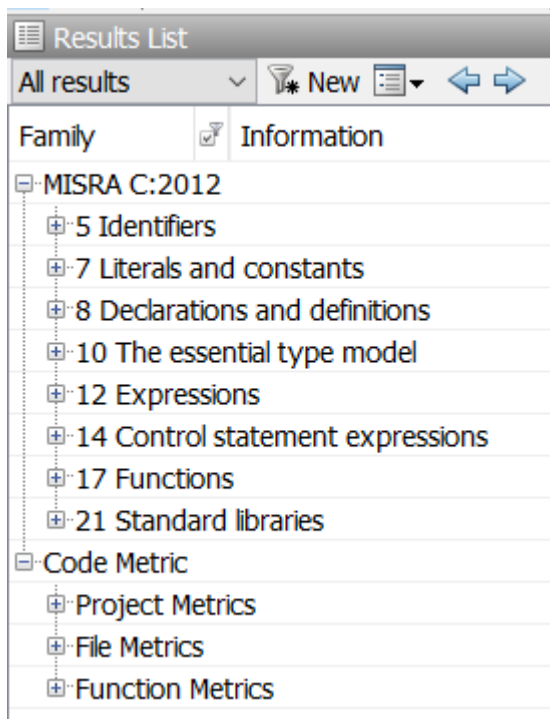 Results List
All results New
Family Information
MISRA C:2012
5 Identifiers
7 Literals and constants
8 Declarations and definitions
10 The essential type model
12 Expressions
14 Control statement expressions
17 Functions
21 Standard libraries
Code Metric
Project Metrics
File Metrics
Function Metrics